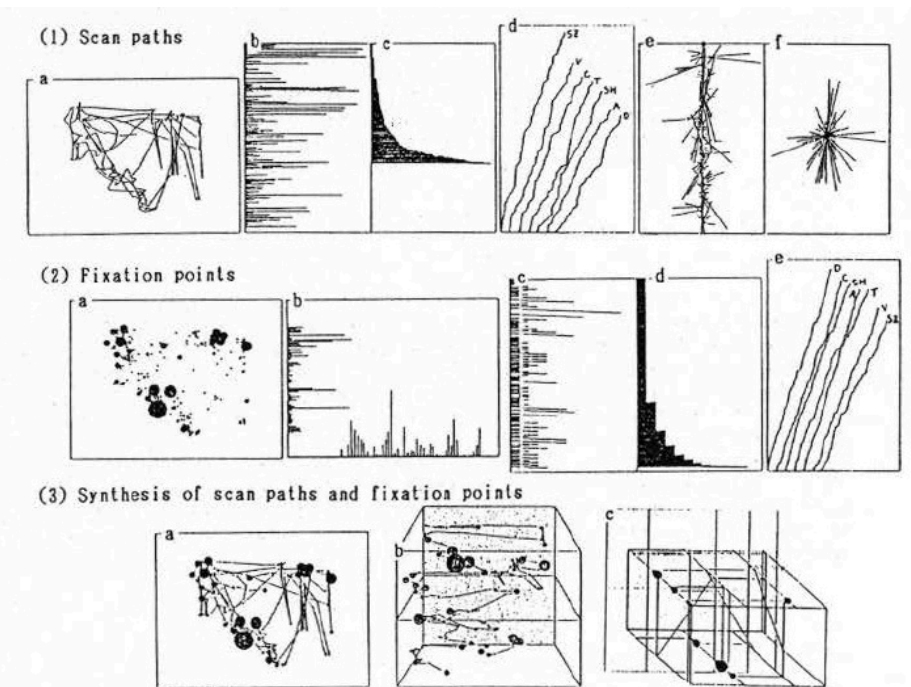 (1) Scan paths
a
b
c
d
SZ
V
C
T
SH
A
D
e
f
(2) Fixation points
a
b
c
d
e
D
C
SH
A
T
V
SZ
(3) Synthesis of scan paths and fixation points
a
b
c